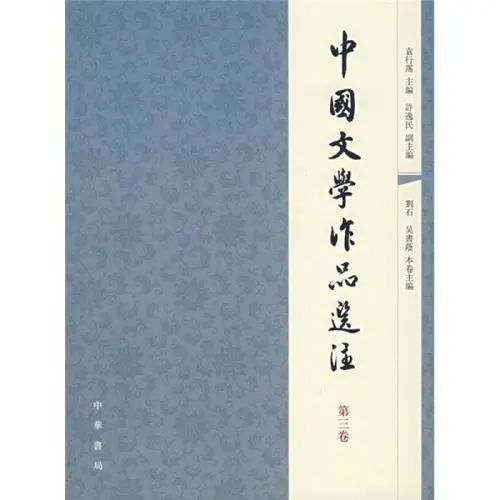 袁行霈 主編 許逸民 副主編
劉石 吳書蔭 本卷主編
中國文學作品選注
第三卷
中華書局